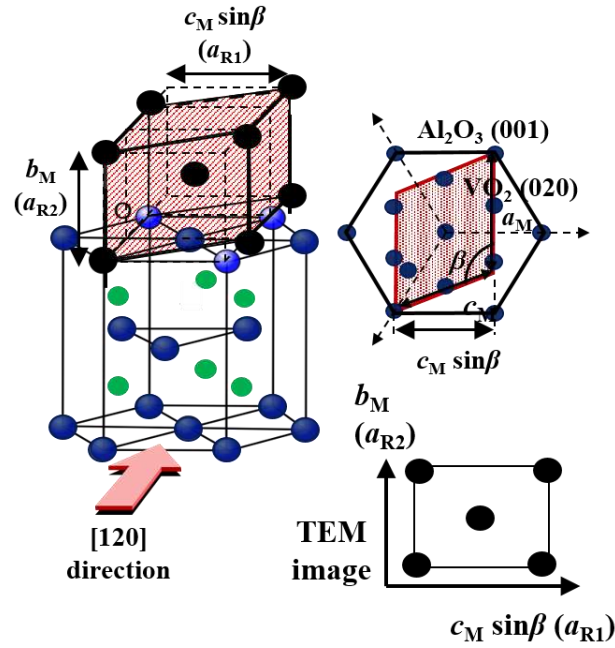 c_M sinβ
(a_R1)
b_M
(a_R2)
O
[120]
direction
Al₂O₃ (001)
VO₂ (020)
a_M
β
c_M
c_M sinβ
b_M
(a_R2)
TEM
image
c_M sinβ (a_R1)